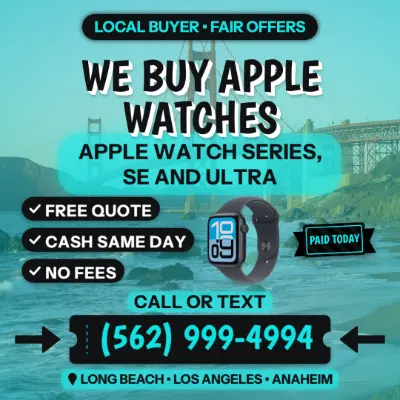 LOCAL BUYER • FAIR OFFERS
WE BUY APPLE
WATCHES
APPLE WATCH SERIES,
SE AND ULTRA
✓ FREE QUOTE
✓ CASH SAME DAY
✓ NO FEES
10
09
PAID TODAY
CALL OR TEXT
(562) 999-4994
LONG BEACH • LOS ANGELES • ANAHEIM